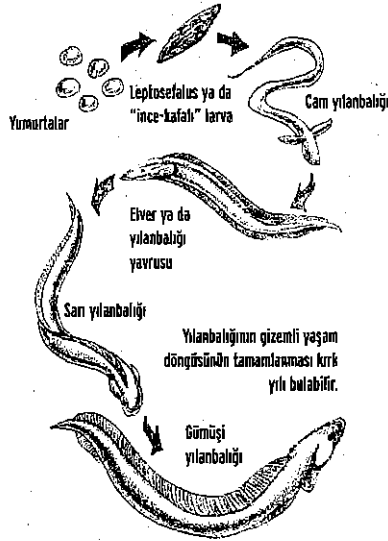 Yumurtalar
Leptosefalus ya da
"ince-kafalı" larva
Cam yılanbalığı
Elver ya da
yılanbalığı
yavrusu
Sarı yılanbalığı
Yılanbalığının gizemli yaşam
döngüsünün tamamlanması kırk
yılı bulabilir.
Gümüşi
yılanbalığı